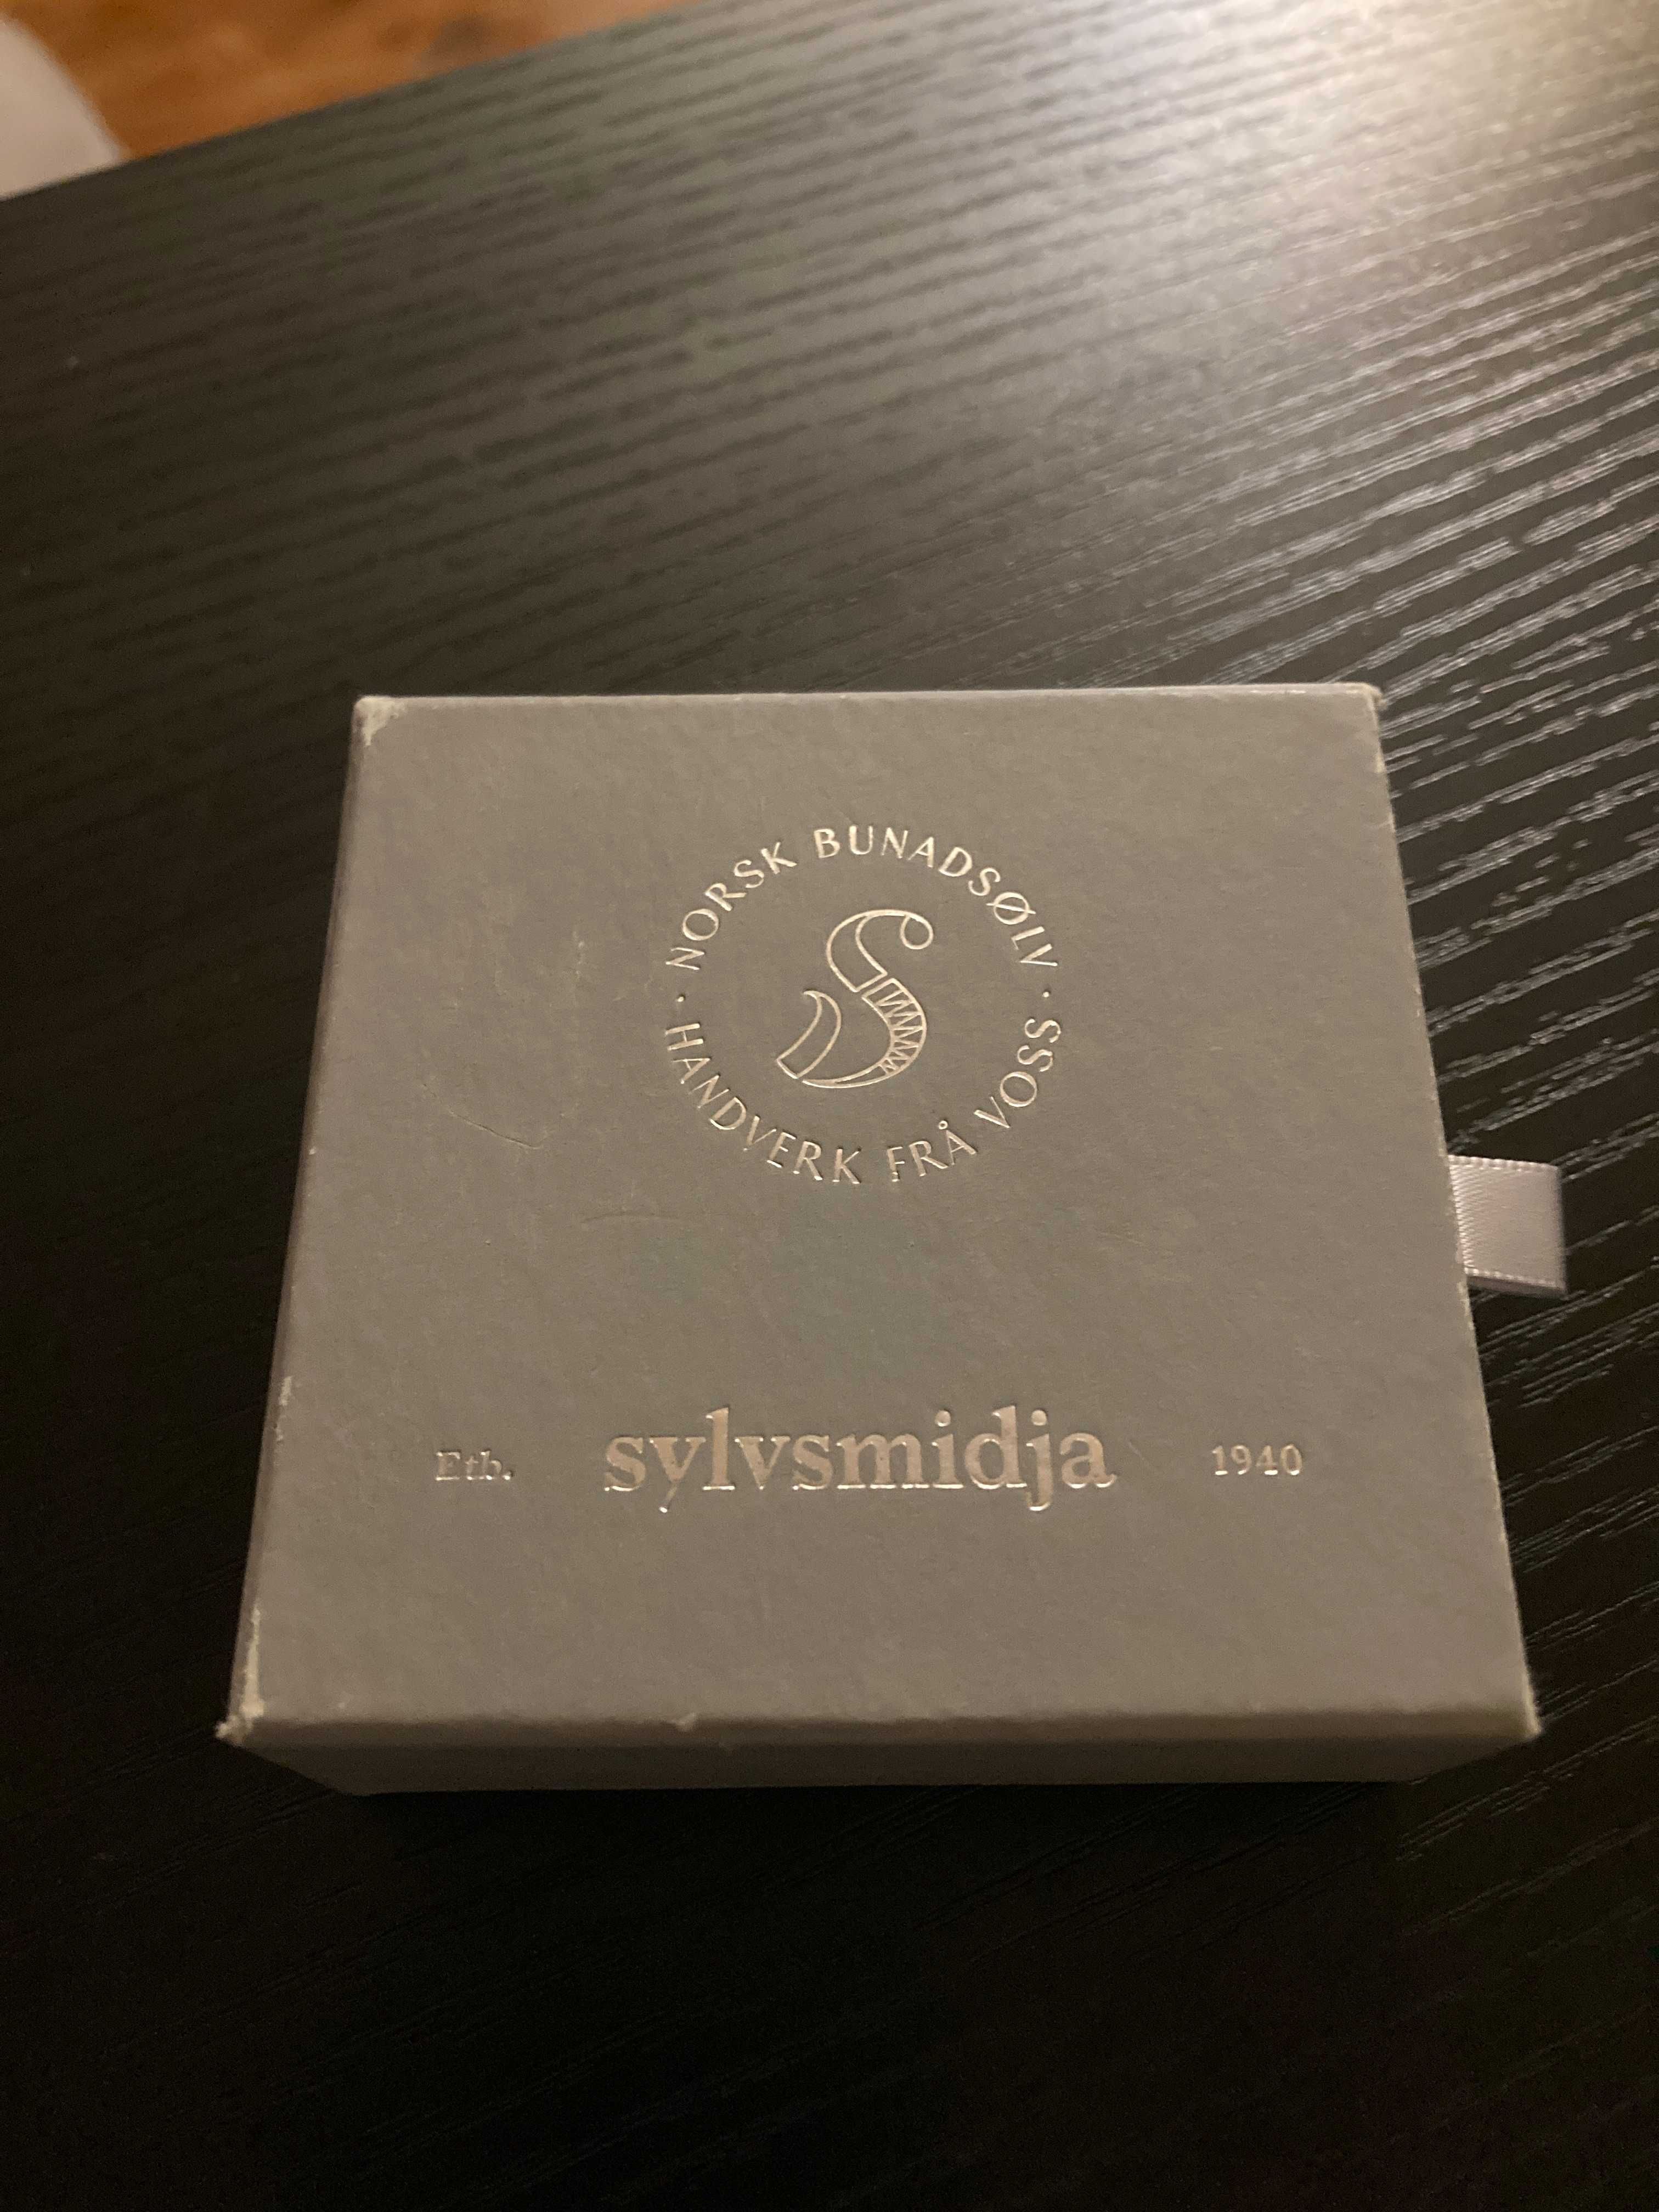 NORSK BUNADSØLV
· HANDVERK FRÅ VOSS ·
S
Etb. sylvsmidja 1940